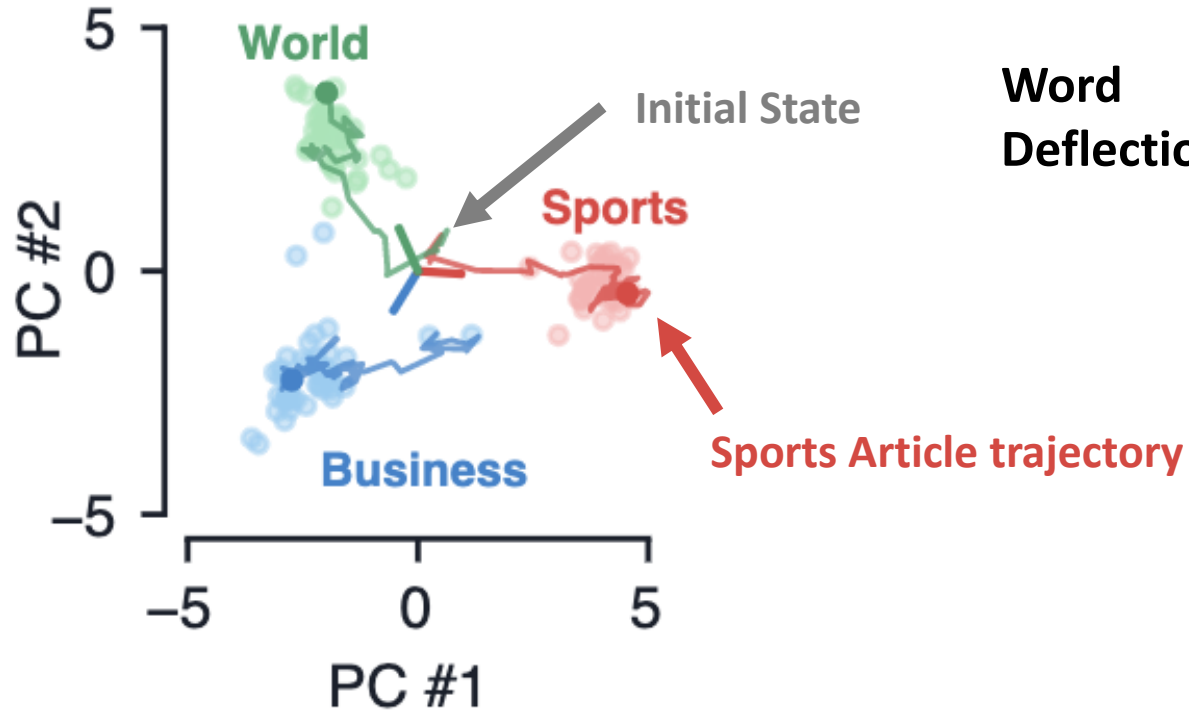 5
World
Initial State
Word
Deflectio
Sports
PC #2
0
Sports Article trajectory
Business
−5
−5
0
5
PC #1